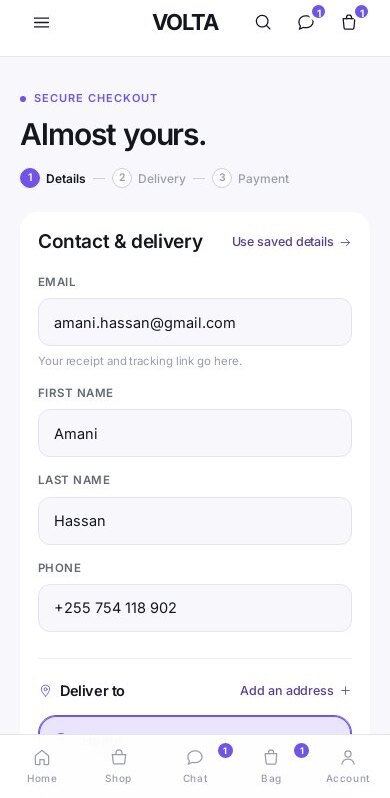 VOLTA
1
1
SECURE CHECKOUT
Almost yours.
1 Details — 2 Delivery — 3 Payment
Contact & delivery
Use saved details →
EMAIL
amani.hassan@gmail.com
Your receipt and tracking link go here.
FIRST NAME
Amani
LAST NAME
Hassan
PHONE
+255 754 118 902
Deliver to
Add an address +
1
1
Home
Shop
Chat
Bag
Account